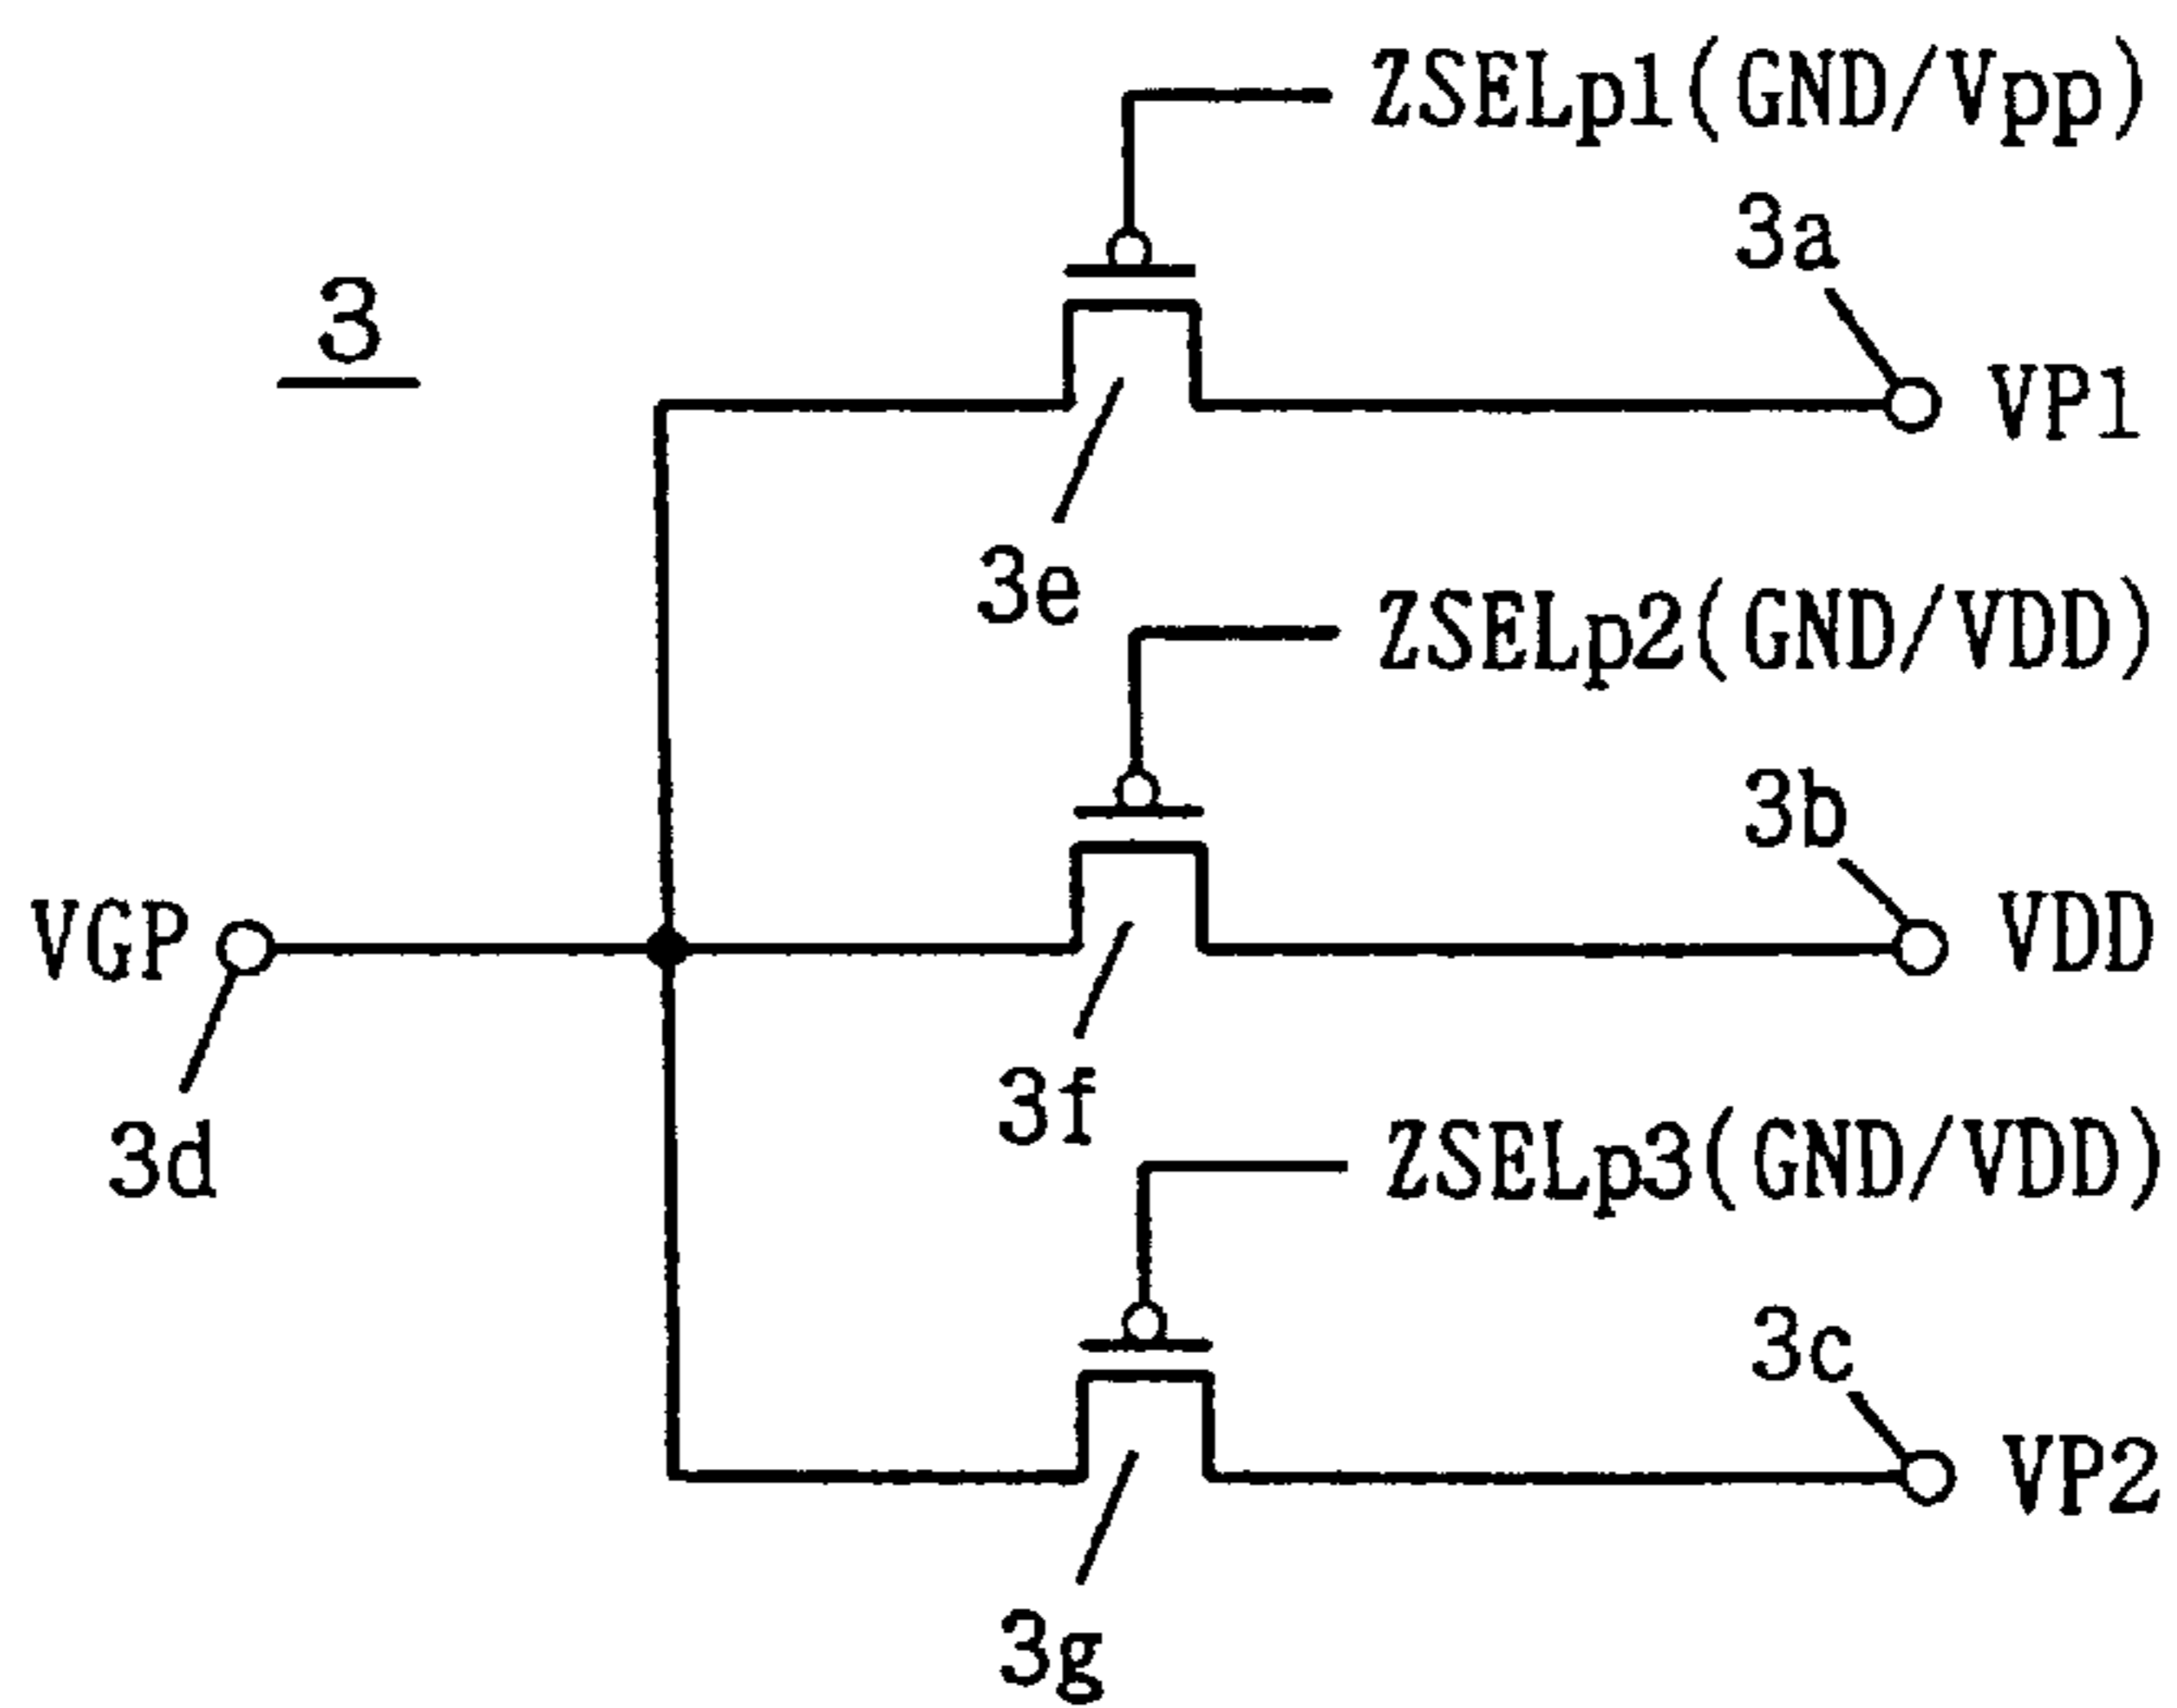 ZSELp1(GND/Vpp)
3a
3
VP1
3e
ZSELp2(GND/VDD)
3b
VGP
VDD
3f
3d
ZSELp3(GND/VDD)
3c
VP2
3g